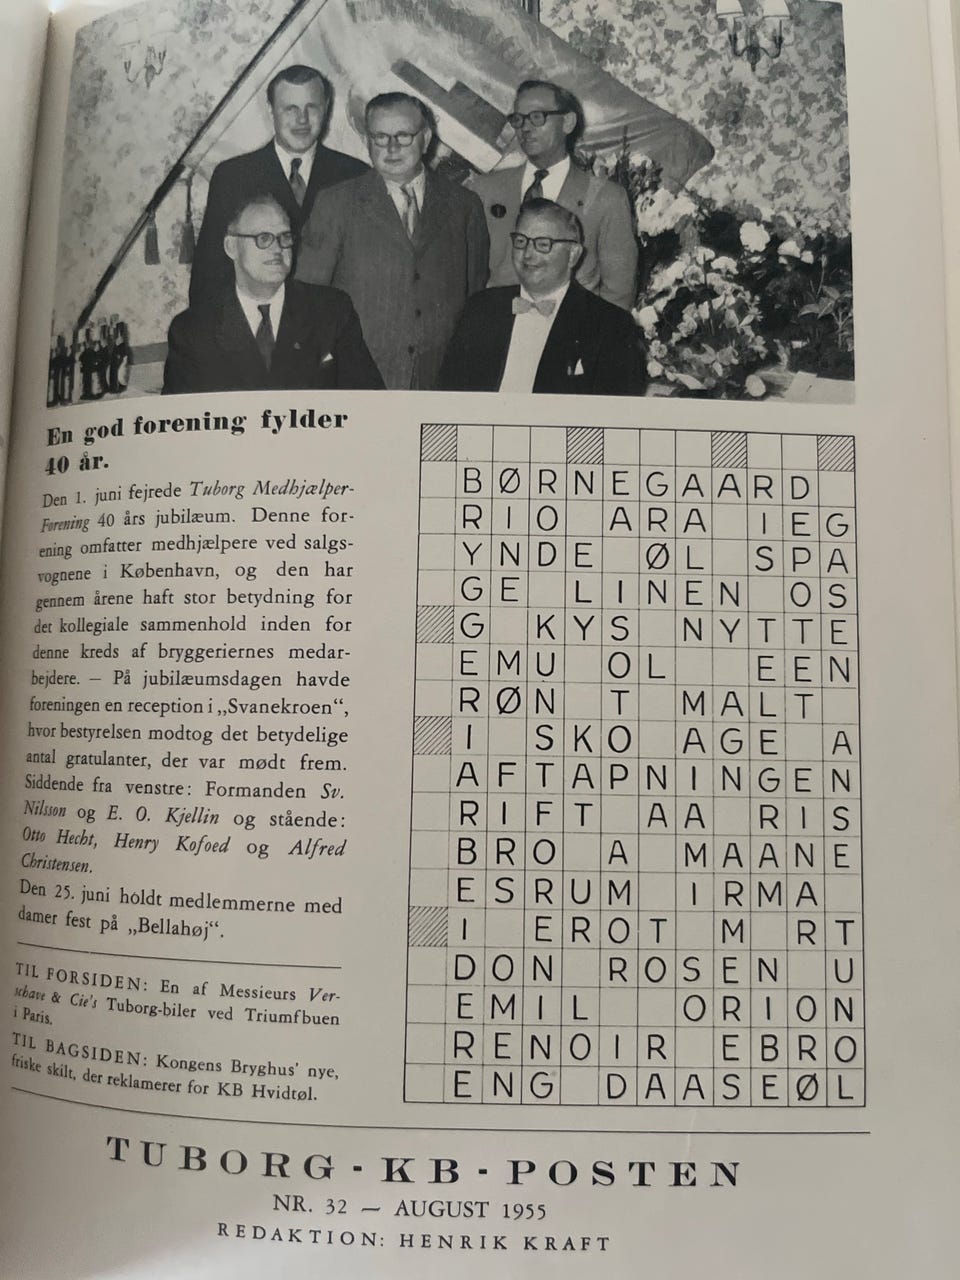 En god forening fylder
40 år.
Den 1. juni fejrede Tuborg Medhjælper-
Forening 40 års jubilæum. Denne for-
ening omfatter medhjælpere ved salgs-
vognene i København, og den har
gennem årene haft stor betydning for
det kollegiale sammenhold inden for
denne kreds af bryggeriernes medar-
bejdere. — På jubilæumsdagen havde
foreningen en reception i „Svanekroen“,
hvor bestyrelsen modtog det betydelige
antal gratulanter, der var mødt frem.
Siddende fra venstre: Formanden Sv.
Nilsson og E. O. Kjellin og stående:
Otto Hecht, Henry Kofoed og Alfred
Christensen.
Den 25. juni holdt medlemmerne med
damer fest på „Bellahøj“.
TIL FORSIDEN: En af Messieurs Ver-
schave & Cie's Tuborg-biler ved Triumfbuen
i Paris.
TIL BAGSIDEN: Kongens Bryghus' nye,
friske skilt, der reklamerer for KB Hvidtøl.
BØRNEGAARD
RIO ARA IEG
YNDE ØL SPA
GE LINEN OS
G KYS NYTTE
EMU OL EEN
RØN T MALT
I SKO AGE A
AFTAPNINGEN
RIFT AA RIS
BRO A MAANE
ESRUM IRMA
I EROT M RT
DON ROSEN U
EMIL ORION
RENOIR EBRO
ENG DAASEØL
TUBORG - KB - POSTEN
NR. 32 — AUGUST 1955
REDAKTION: HENRIK KRAFT